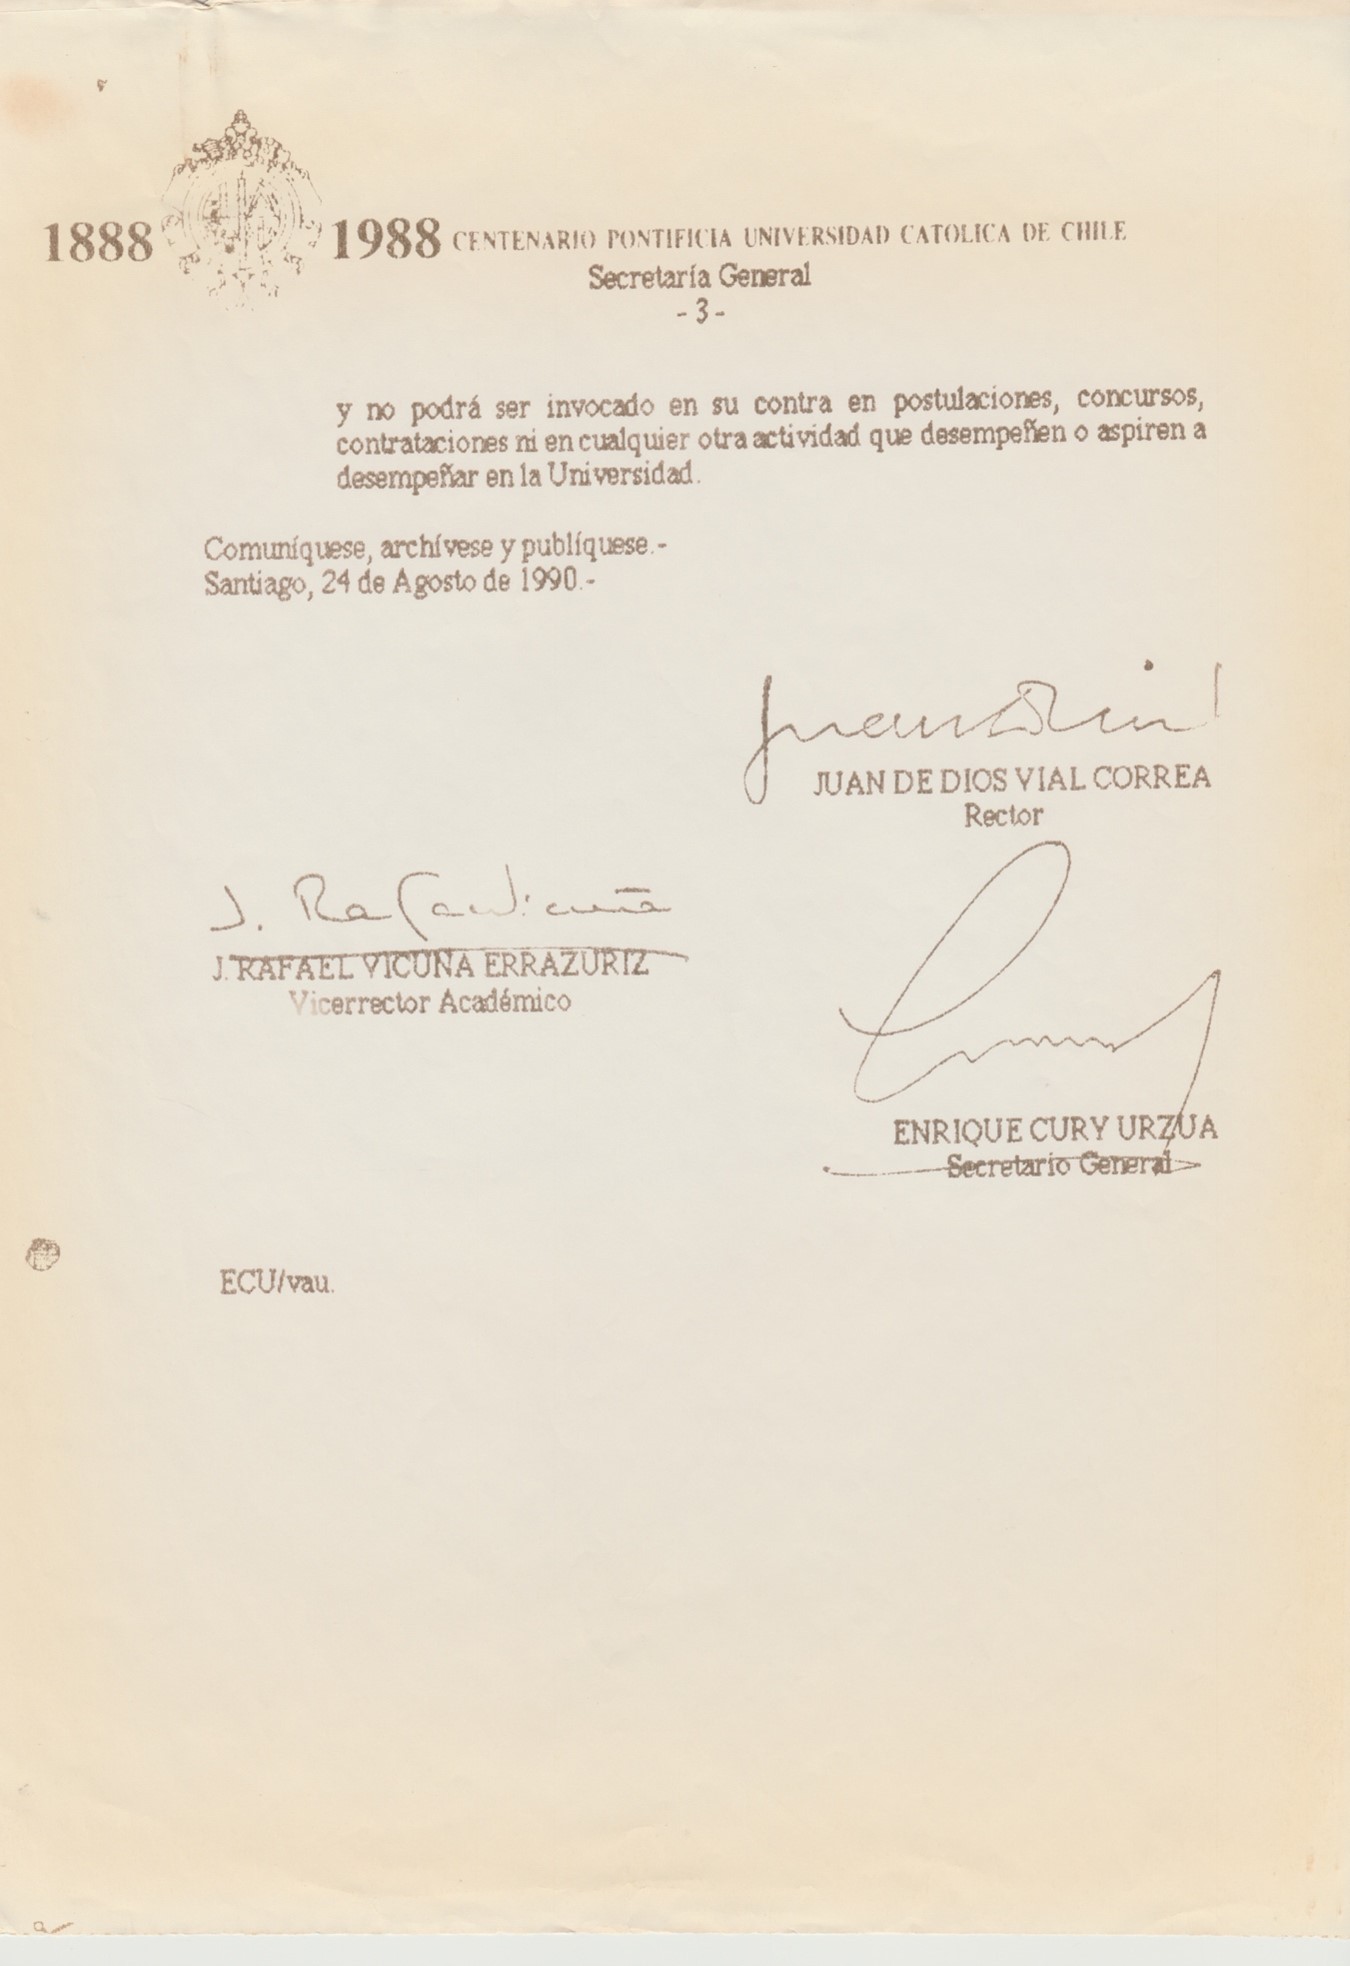 1888 1988 CENTENARIO PONTIFICIA UNIVERSIDAD CATOLICA DE CHILE
Secretaría General
- 3 -
y no podrá ser invocado en su contra en postulaciones, concursos,
contrataciones ni en cualquier otra actividad que desempeñen o aspiren a
desempeñar en la Universidad.
Comuníquese, archívese y publíquese.-
Santiago, 24 de Agosto de 1990.-
JUAN DE DIOS VIAL CORREA
Rector
J. Rafael Vicuña
J. RAFAEL VICUÑA ERRAZURIZ
Vicerrector Académico
ENRIQUE CURY URZUA
Secretario General
ECU/vau.